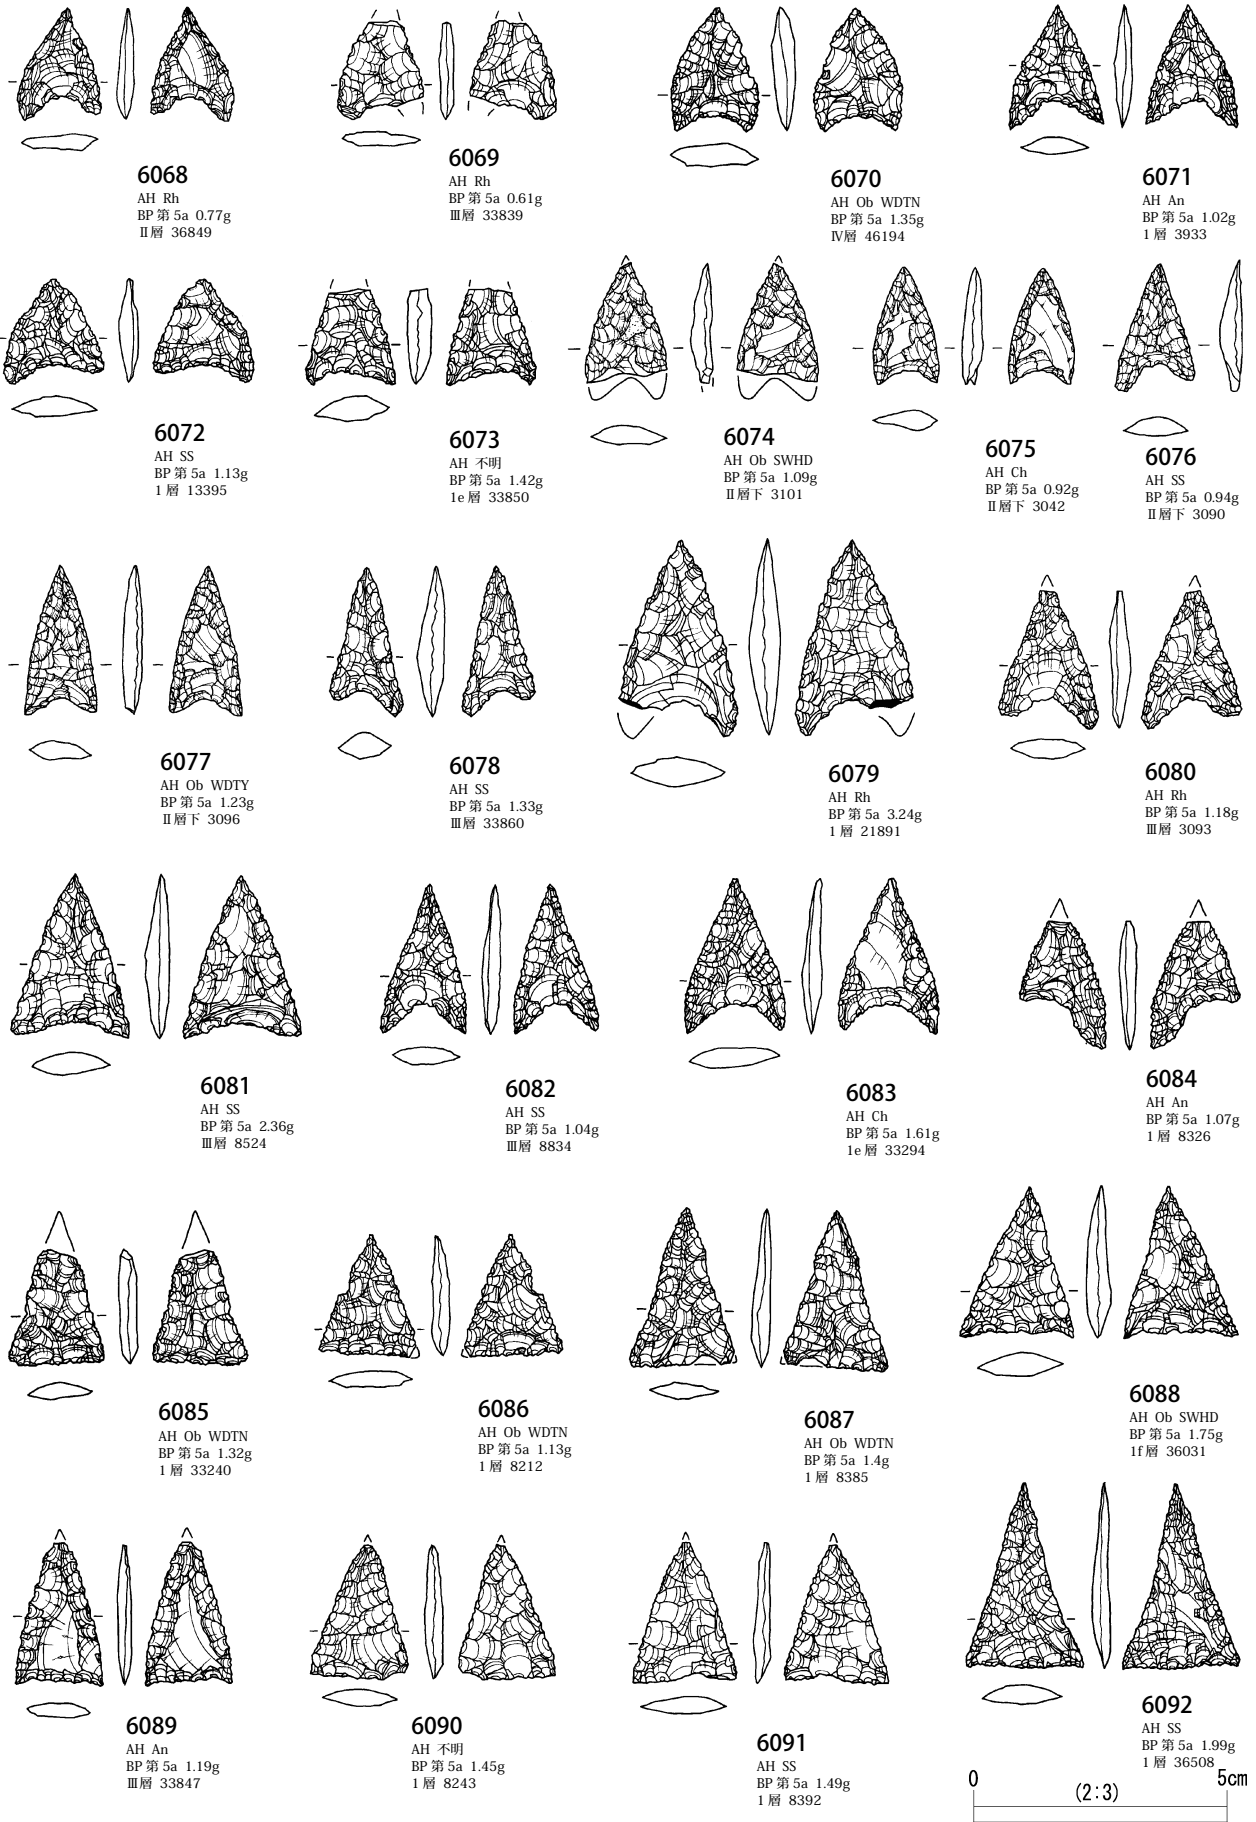 6068
AH Rh
BP 第 5a 0.77g
Ⅱ層 36849
6069
AH Rh
BP 第 5a 0.61g
Ⅲ層 33839
6070
AH Ob WDTN
BP 第 5a 1.35g
Ⅳ層 46194
6071
AH An
BP 第 5a 1.02g
1 層 3933
6072
AH SS
BP 第 5a 1.13g
1 層 13395
6073
AH 不明
BP 第 5a 1.42g
1e 層 33850
6074
AH Ob SWHD
BP 第 5a 1.09g
Ⅱ層下 3101
6075
AH Ch
BP 第 5a 0.92g
Ⅱ層下 3042
6076
AH SS
BP 第 5a 0.94g
Ⅱ層下 3090
6077
AH Ob WDTY
BP 第 5a 1.23g
Ⅱ層下 3096
6078
AH SS
BP 第 5a 1.33g
Ⅲ層 33860
6079
AH Rh
BP 第 5a 3.24g
1 層 21891
6080
AH Rh
BP 第 5a 1.18g
Ⅲ層 3093
6081
AH SS
BP 第 5a 2.36g
Ⅲ層 8524
6082
AH SS
BP 第 5a 1.04g
Ⅲ層 8834
6083
AH Ch
BP 第 5a 1.61g
1e 層 33294
6084
AH An
BP 第 5a 1.07g
1 層 8326
6085
AH Ob WDTN
BP 第 5a 1.32g
1 層 33240
6086
AH Ob WDTN
BP 第 5a 1.13g
1 層 8212
6087
AH Ob WDTN
BP 第 5a 1.4g
1 層 8385
6088
AH Ob SWHD
BP 第 5a 1.75g
1f 層 36031
6089
AH An
BP 第 5a 1.19g
Ⅲ層 33847
6090
AH 不明
BP 第 5a 1.45g
1 層 8243
6091
AH SS
BP 第 5a 1.49g
1 層 8392
6092
AH SS
BP 第 5a 1.99g
1 層 36508
0 (2:3) 5cm